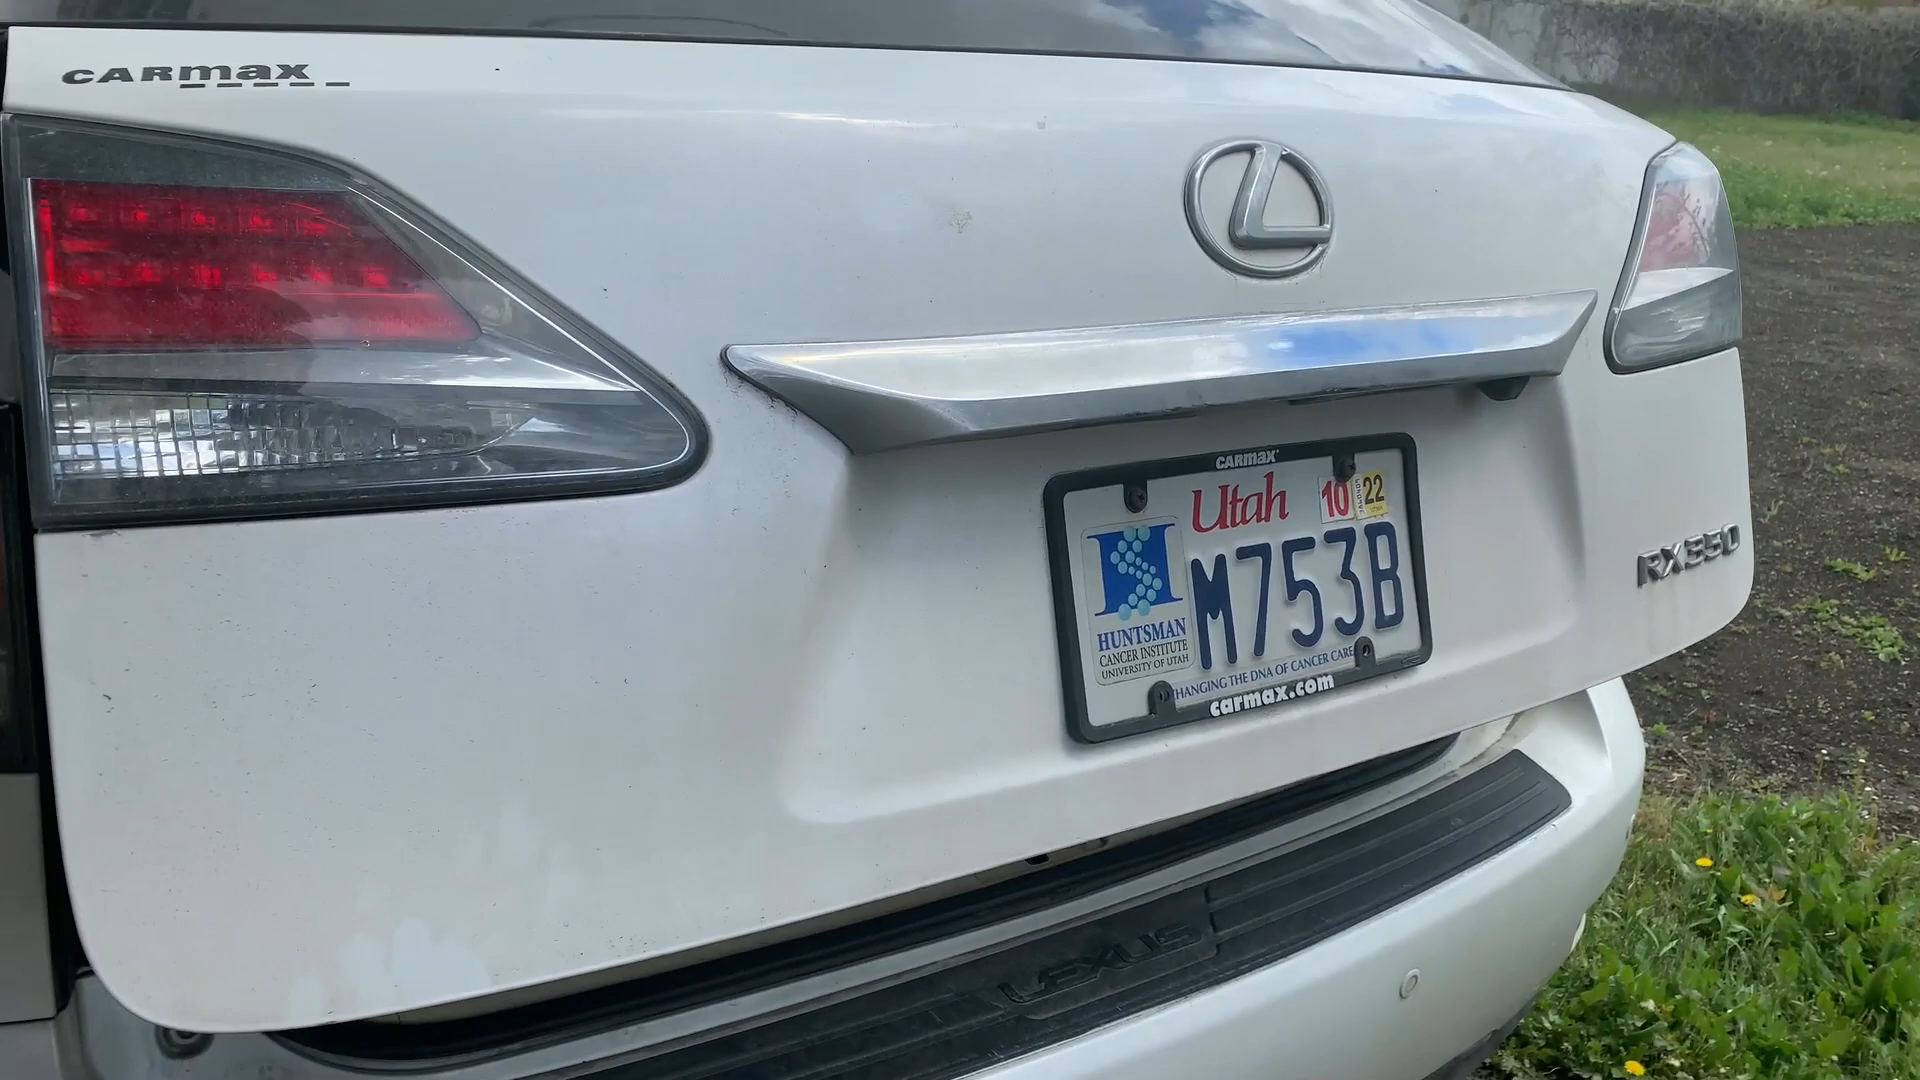 CARmax
CARmax
Utah 10 22
M753B
HUNTSMAN
CANCER INSTITUTE
UNIVERSITY OF UTAH
CHANGING THE DNA OF CANCER CARE
carmax.com
RX350
LEXUS